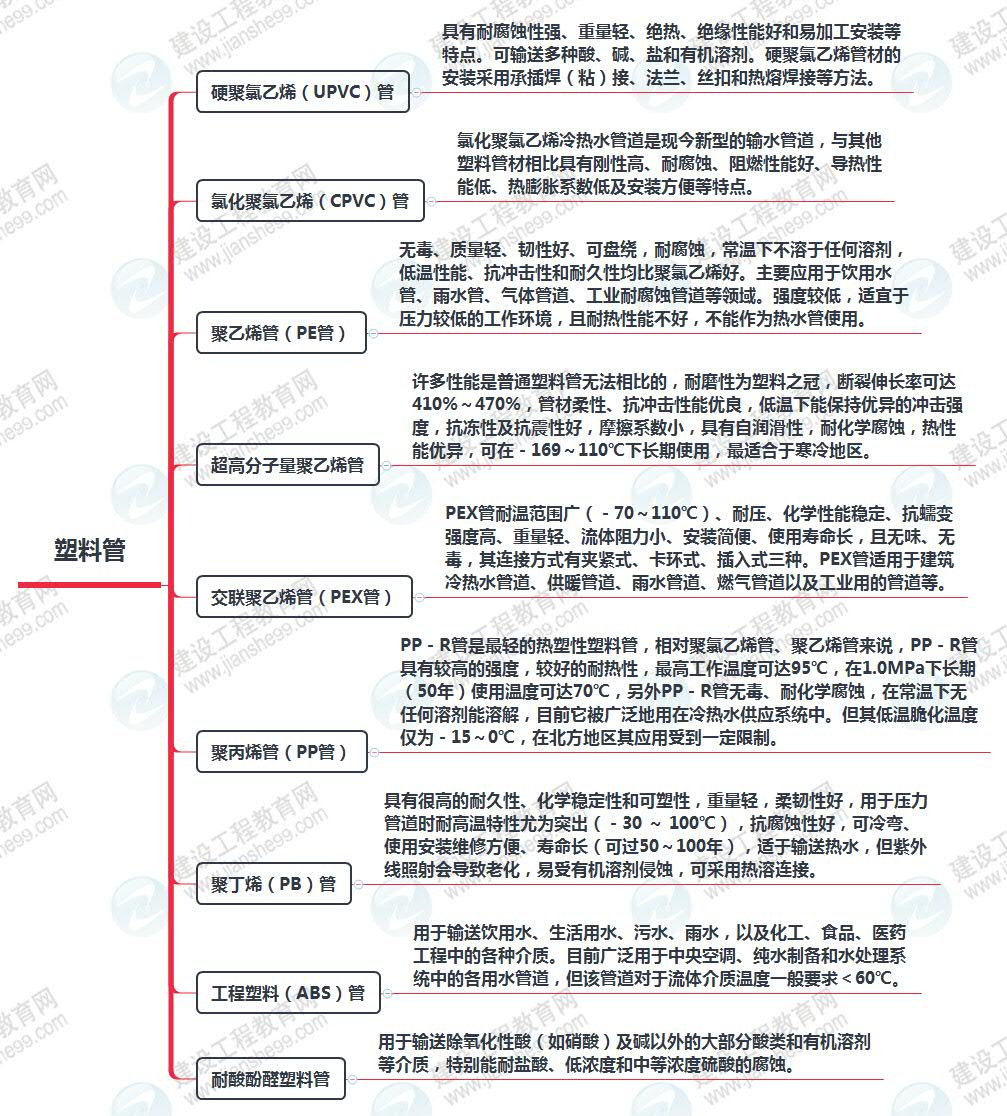 塑料管
硬聚氯乙烯（UPVC）管
具有耐腐蚀性强、重量轻、绝热、绝缘性能好和易加工安装等
特点。可输送多种酸、碱、盐和有机溶剂。硬聚氯乙烯管材的
安装采用承插焊（粘）接、法兰、丝扣和热熔焊接等方法。
氯化聚氯乙烯（CPVC）管
氯化聚氯乙烯冷热水管道是现今新型的输水管道，与其他
塑料管材相比具有刚性高、耐腐蚀、阻燃性能好、导热性
能低、热膨胀系数低及安装方便等特点。
聚乙烯管（PE管）
无毒、质量轻、韧性好、可盘绕，耐腐蚀，常温下不溶于任何溶剂，
低温性能、抗冲击性和耐久性均比聚氯乙烯好。主要应用于饮用水
管、雨水管、气体管道、工业耐腐蚀管道等领域。强度较低，适宜于
压力较低的工作环境，且耐热性能不好，不能作为热水管使用。
超高分子量聚乙烯管
许多性能是普通塑料管无法相比的，耐磨性为塑料之冠，断裂伸长率可达
410%～470%，管材柔性、抗冲击性能优良，低温下能保持优异的冲击强
度，抗冻性及抗震性好，摩擦系数小，具有自润滑性，耐化学腐蚀，热性
能优异，可在－169～110℃下长期使用，最适合于寒冷地区。
交联聚乙烯管（PEX管）
PEX管耐温范围广（－70～110℃）、耐压、化学性能稳定、抗蠕变
强度高、重量轻、流体阻力小、安装简便、使用寿命长，且无味、无
毒，其连接方式有夹紧式、卡环式、插入式三种。PEX管适用于建筑
冷热水管道、供暖管道、雨水管道、燃气管道以及工业用的管道等。
聚丙烯管（PP管）
PP－R管是最轻的热塑性塑料管，相对聚氯乙烯管、聚乙烯管来说，PP－R管
具有较高的强度，较好的耐热性，最高工作温度可达95℃，在1.0MPa下长期
（50年）使用温度可达70℃，另外PP－R管无毒、耐化学腐蚀，在常温下无
任何溶剂能溶解，目前它被广泛地用在冷热水供应系统中。但其低温脆化温度
仅为－15～0℃，在北方地区其应用受到一定限制。
聚丁烯（PB）管
具有很高的耐久性、化学稳定性和可塑性，重量轻，柔韧性好，用于压力
管道时耐高温特性尤为突出（－30 ～ 100℃），抗腐蚀性好，可冷弯、
使用安装维修方便、寿命长（可过50～100年），适于输送热水，但紫外
线照射会导致老化，易受有机溶剂侵蚀，可采用热溶连接。
工程塑料（ABS）管
用于输送饮用水、生活用水、污水、雨水，以及化工、食品、医药
工程中的各种介质。目前广泛用于中央空调、纯水制备和水处理系
统中的各用水管道，但该管道对于流体介质温度一般要求＜60℃。
耐酸酚醛塑料管
用于输送除氧化性酸（如硝酸）及碱以外的大部分酸类和有机溶剂
等介质，特别能耐盐酸、低浓度和中等浓度硫酸的腐蚀。
建设工程教育网
www.jianshe99.com